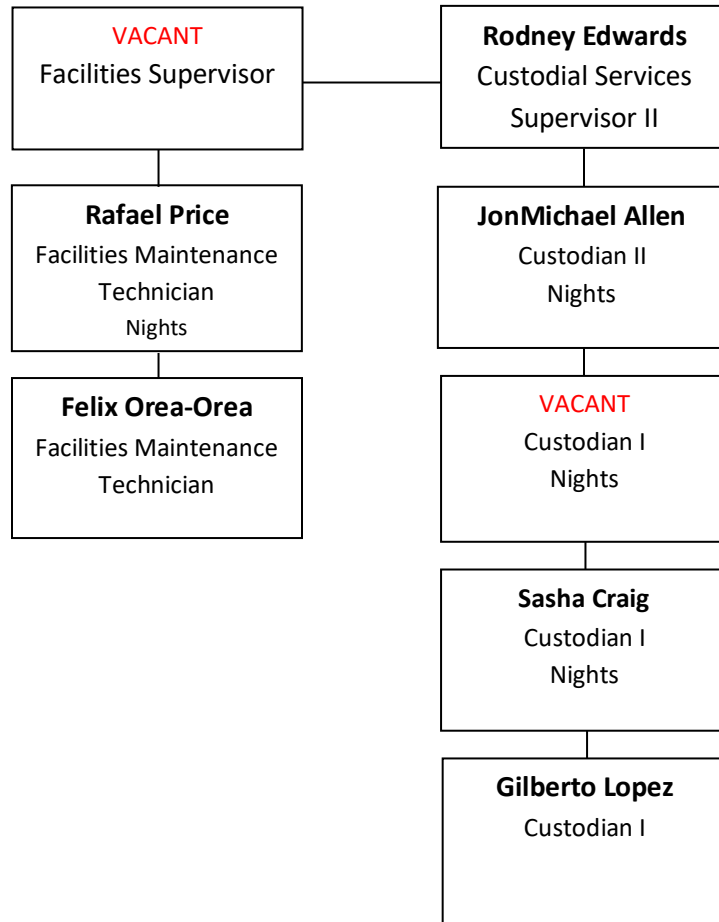 VACANT
Facilities Supervisor
Rodney Edwards
Custodial Services
Supervisor II
Rafael Price
Facilities Maintenance
Technician
Nights
JonMichael Allen
Custodian II
Nights
Felix Orea-Orea
Facilities Maintenance
Technician
VACANT
Custodian I
Nights
Sasha Craig
Custodian I
Nights
Gilberto Lopez
Custodian I